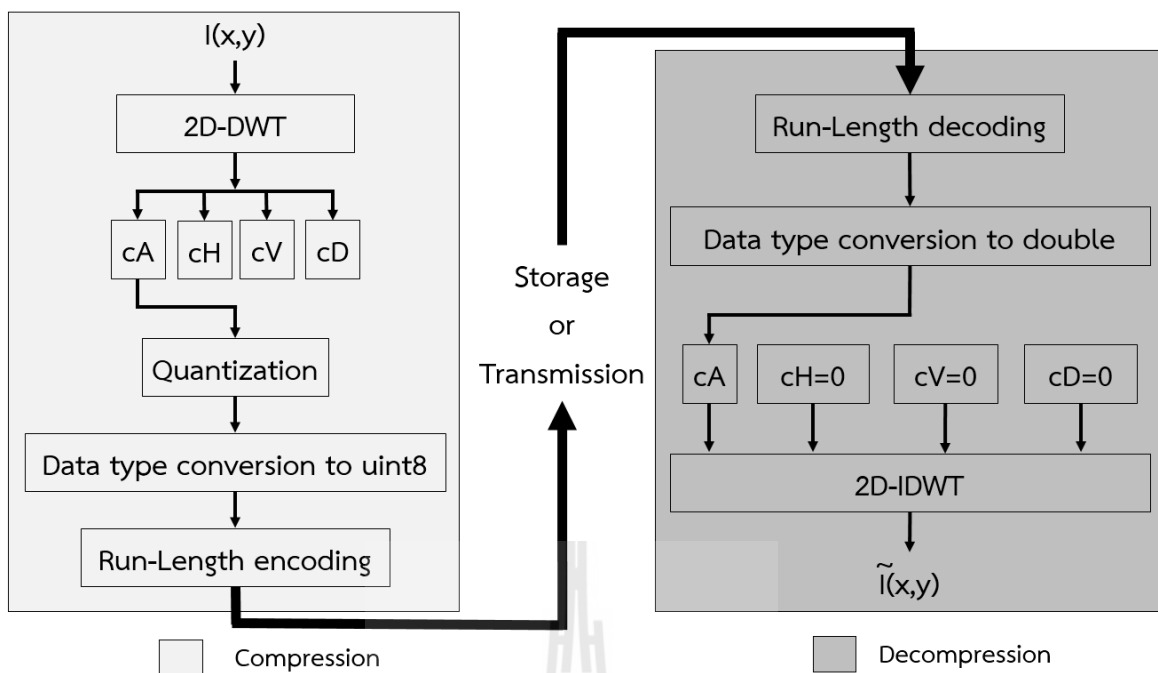 I(x,y)
2D-DWT
cA
cH
cV
cD
Quantization
Data type conversion to uint8
Run-Length encoding
Compression
Storage
or
Transmission
Run-Length decoding
Data type conversion to double
cA
cH=0
cV=0
cD=0
2D-IDWT
Ĩ(x,y)
Decompression